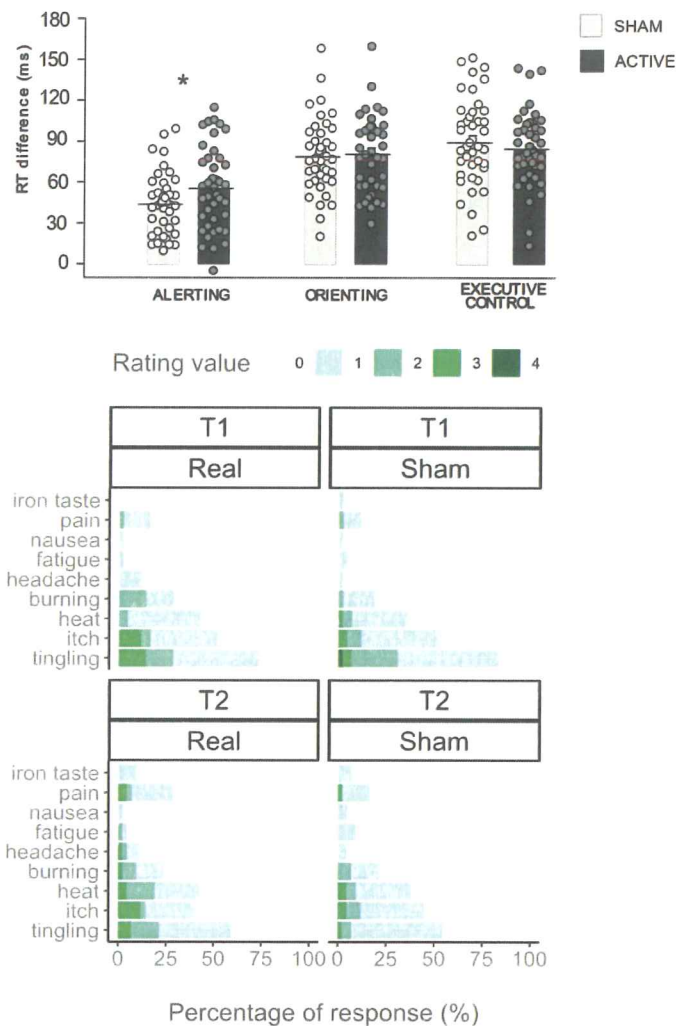 180
150
120
90
60
30
0
RT difference (ms)
*
SHAM
ACTIVE
ALERTING
ORIENTING
EXECUTIVE
CONTROL
Rating value 0 1 2 3 4
T1 T1
Real Sham
iron taste
pain
nausea
fatigue
headache
burning
heat
itch
tingling
T2 T2
Real Sham
iron taste
pain
nausea
fatigue
headache
burning
heat
itch
tingling
0 25 50 75 100 0 25 50 75 100
Percentage of response (%)